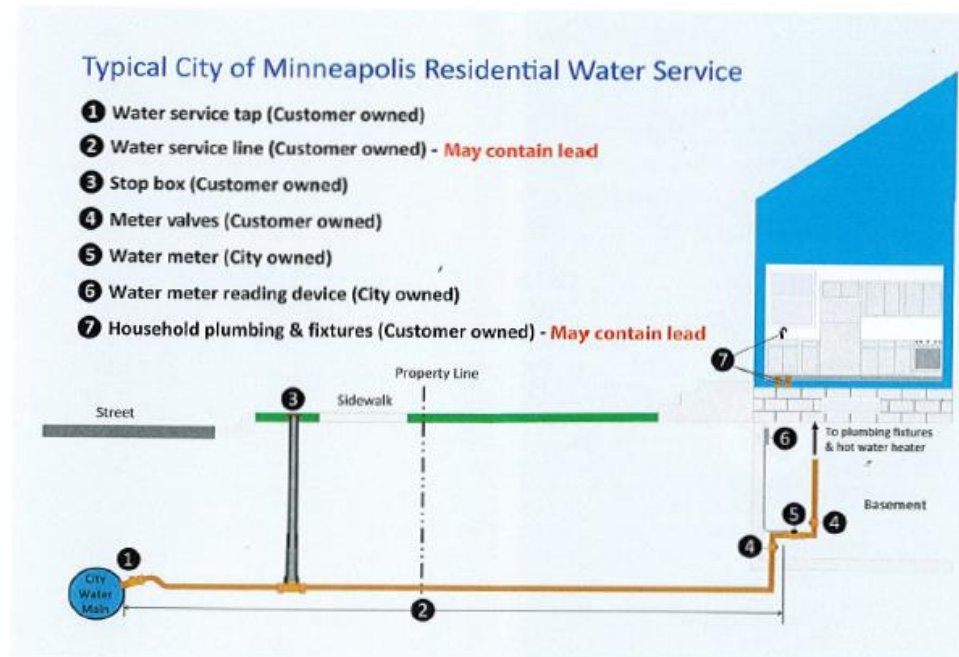 Typical City of Minneapolis Residential Water Service
1 Water service tap (Customer owned)
2 Water service line (Customer owned) - May contain lead
3 Stop box (Customer owned)
4 Meter valves (Customer owned)
5 Water meter (City owned)
6 Water meter reading device (City owned)
7 Household plumbing & fixtures (Customer owned) - May contain lead
7
Property Line
3
Sidewalk
Street
6
To plumbing fixtures
& hot water heater
Basement
5
4
4
1
City
Water
Main
2